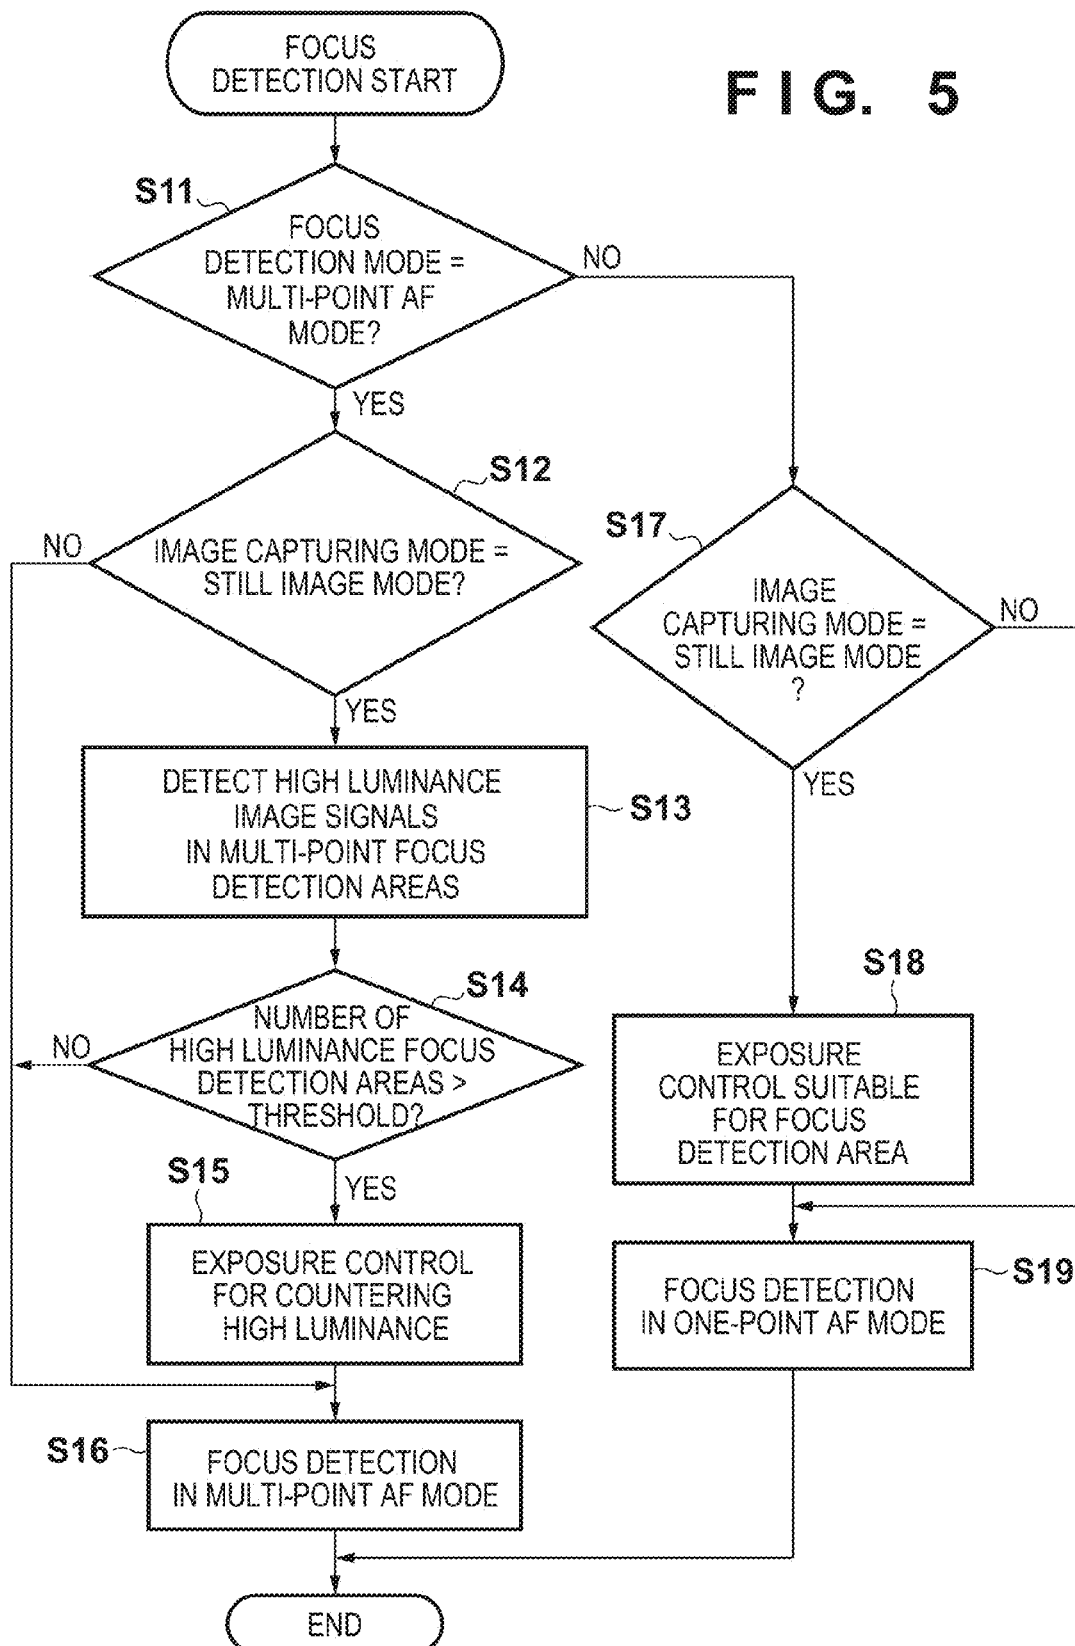 FOCUS
DETECTION START
FIG. 5
S11
FOCUS
DETECTION MODE =
MULTI-POINT AF
MODE?
NO
YES
S12
IMAGE CAPTURING MODE =
STILL IMAGE MODE?
NO
YES
S17
IMAGE
CAPTURING MODE =
STILL IMAGE MODE
?
NO
YES
DETECT HIGH LUMINANCE
IMAGE SIGNALS
IN MULTI-POINT FOCUS
DETECTION AREAS
S13
S14
NUMBER OF
HIGH LUMINANCE FOCUS
DETECTION AREAS >
THRESHOLD?
NO
YES
S18
EXPOSURE
CONTROL SUITABLE
FOR FOCUS
DETECTION AREA
S15
EXPOSURE CONTROL
FOR COUNTERING
HIGH LUMINANCE
S19
FOCUS DETECTION
IN ONE-POINT AF MODE
S16
FOCUS DETECTION
IN MULTI-POINT AF MODE
END